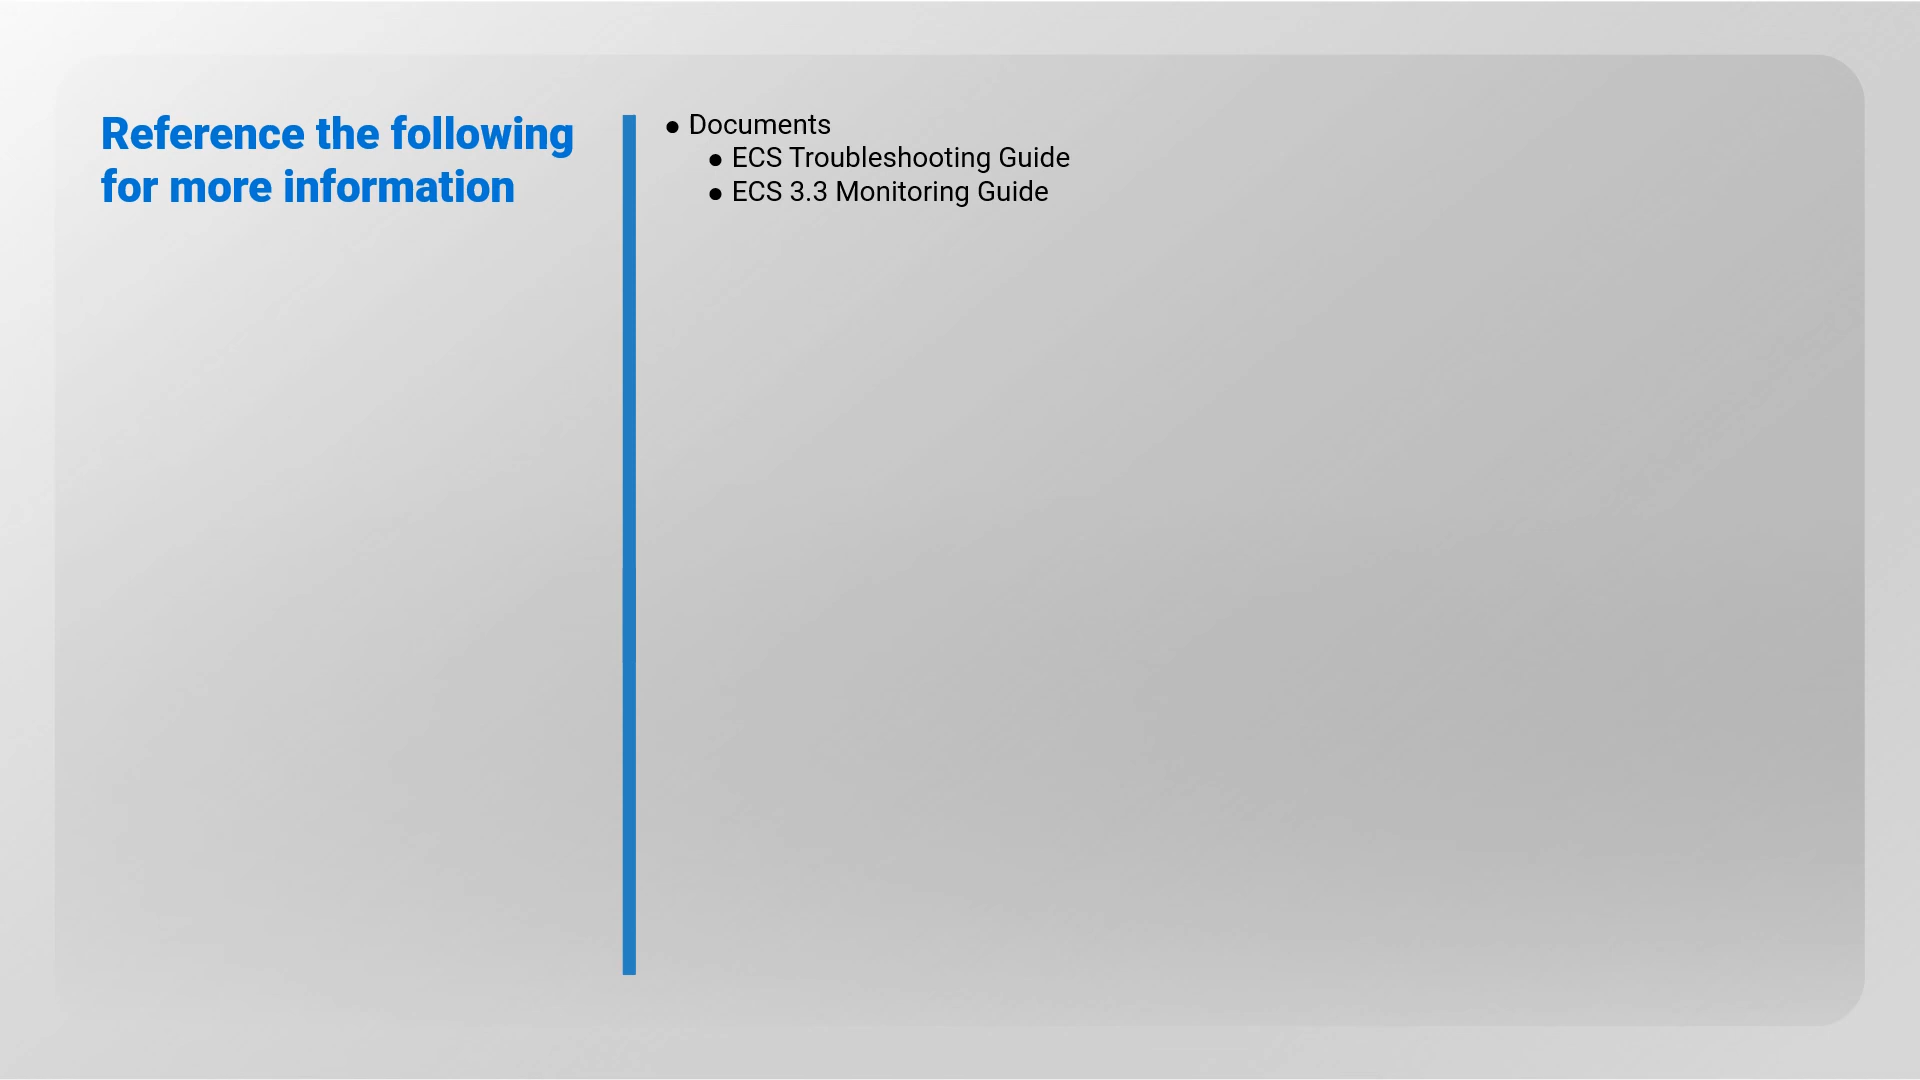 Reference the following
for more information
● Documents
● ECS Troubleshooting Guide
● ECS 3.3 Monitoring Guide